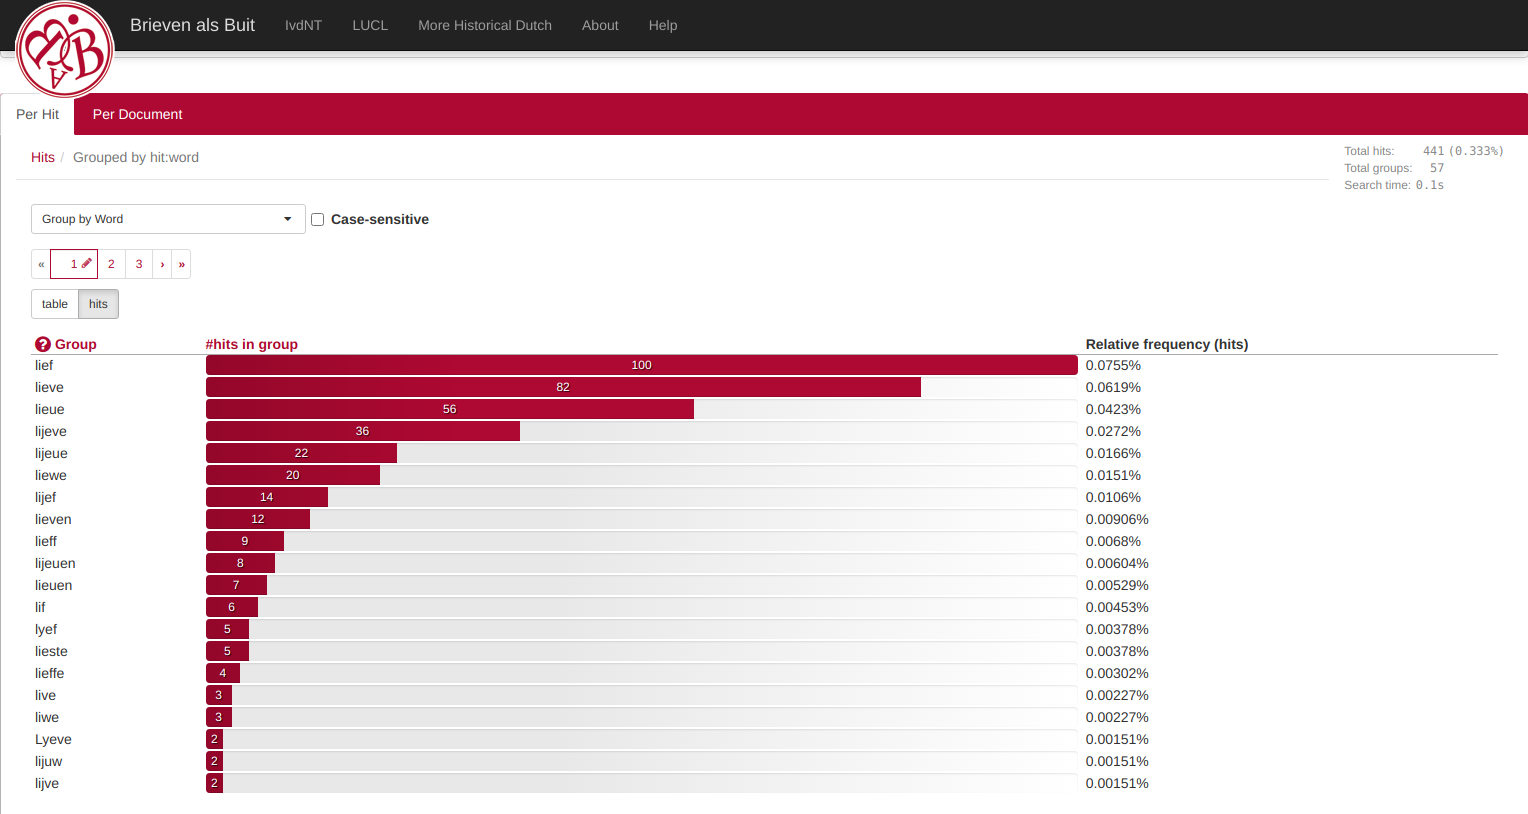 Brieven als Buit IvdNT LUCL More Historical Dutch About Help
B
A
Per Hit Per Document
Hits / Grouped by hit:word
Total hits: 441 (0.333%)
Total groups: 57
Search time: 0.1s
Group by Word Case-sensitive
« 1 2 3 › »
table hits
? Group #hits in group Relative frequency (hits)
lief 100 0.0755%
lieve 82 0.0619%
lieue 56 0.0423%
lijeve 36 0.0272%
lijeue 22 0.0166%
liewe 20 0.0151%
lijef 14 0.0106%
lieven 12 0.00906%
lieff 9 0.0068%
lijeuen 8 0.00604%
lieuen 7 0.00529%
lif 6 0.00453%
lyef 5 0.00378%
lieste 5 0.00378%
lieffe 4 0.00302%
live 3 0.00227%
liwe 3 0.00227%
Lyeve 2 0.00151%
lijuw 2 0.00151%
lijve 2 0.00151%